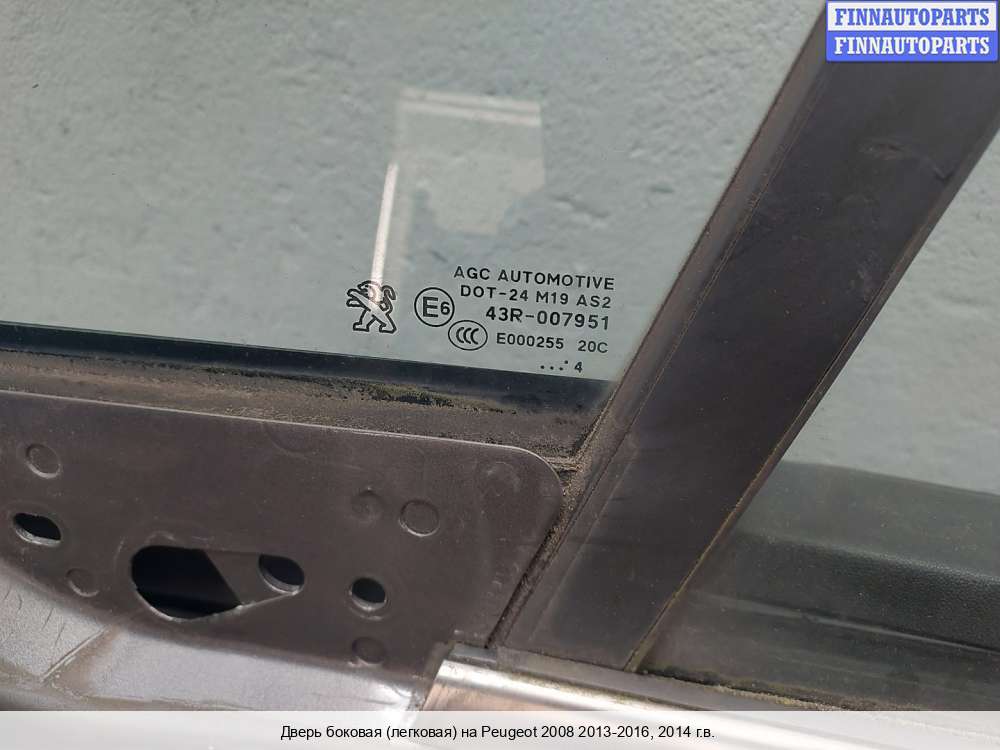 FINNAUTOPARTS
FINNAUTOPARTS
AGC AUTOMOTIVE
DOT-24 M19 AS2
E6 43R-007951
CCC E000255 20C
...· 4
Дверь боковая (легковая) на Peugeot 2008 2013-2016, 2014 г.в.